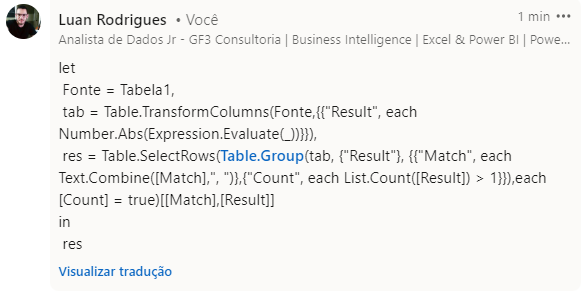 Luan Rodrigues • Você
1 min
Analista de Dados Jr - GF3 Consultoria | Business Intelligence | Excel & Power BI | Powe...
let
Fonte = Tabela1,
tab = Table.TransformColumns(Fonte,{{"Result", each
Number.Abs(Expression.Evaluate(_))}}),
res = Table.SelectRows(Table.Group(tab, {"Result"}, {{"Match", each
Text.Combine([Match],", ")},{"Count", each List.Count([Result]) > 1}}),each
[Count] = true)[[Match],[Result]]
in
res
Visualizar tradução